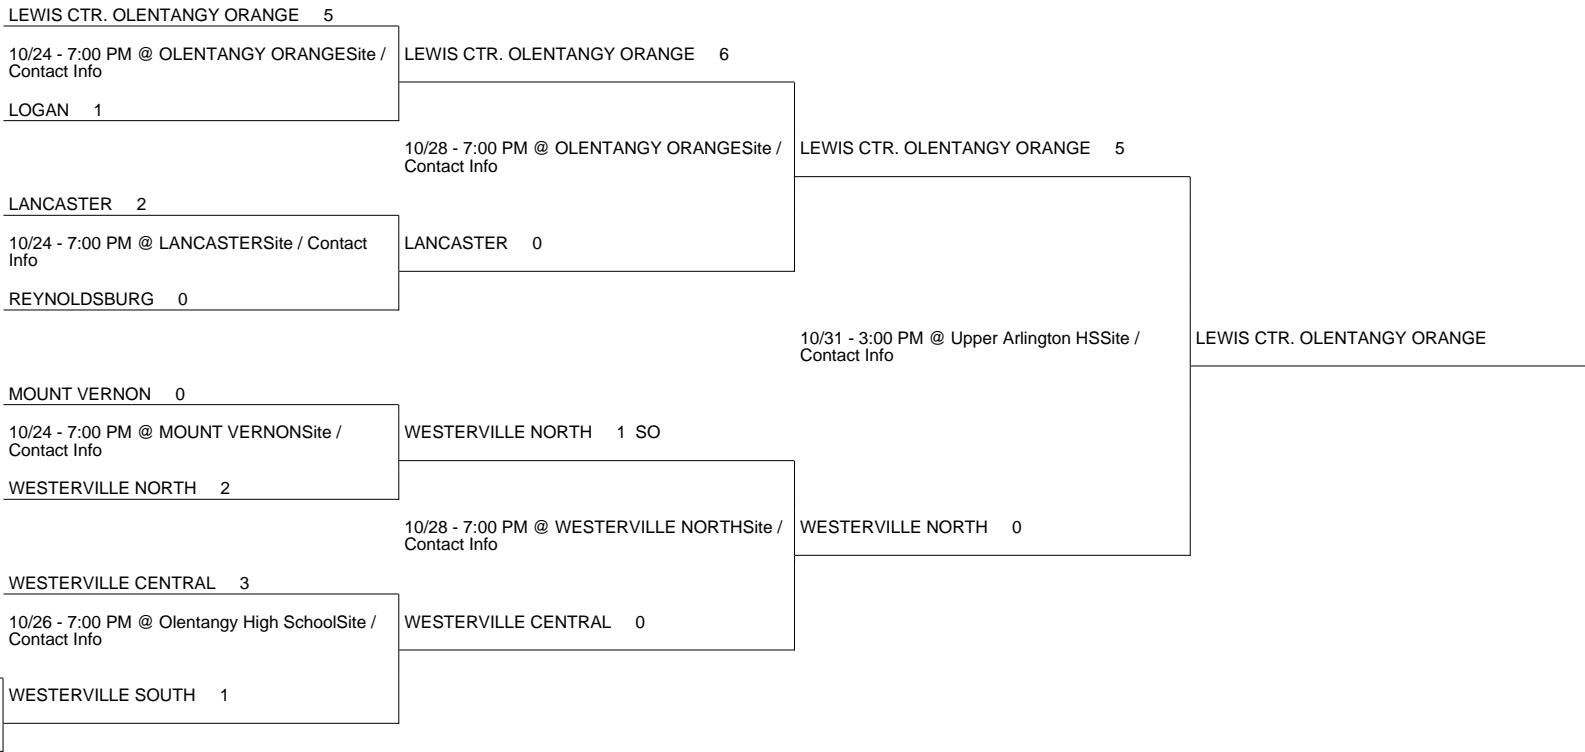 LEWIS CTR. OLENTANGY ORANGE 5
10/24 - 7:00 PM @ OLENTANGY ORANGESite /
Contact Info
LOGAN 1
LANCASTER 2
10/24 - 7:00 PM @ LANCASTERSite / Contact
Info
REYNOLDSBURG 0
MOUNT VERNON 0
10/24 - 7:00 PM @ MOUNT VERNONSite /
Contact Info
WESTERVILLE NORTH 2
WESTERVILLE CENTRAL 3
10/26 - 7:00 PM @ Olentangy High SchoolSite /
Contact Info
WESTERVILLE SOUTH 1
LEWIS CTR. OLENTANGY ORANGE 6
10/28 - 7:00 PM @ OLENTANGY ORANGESite /
Contact Info
LANCASTER 0
WESTERVILLE NORTH 1 SO
10/28 - 7:00 PM @ WESTERVILLE NORTHSite /
Contact Info
WESTERVILLE CENTRAL 0
LEWIS CTR. OLENTANGY ORANGE 5
10/31 - 3:00 PM @ Upper Arlington HSSite /
Contact Info
WESTERVILLE NORTH 0
LEWIS CTR. OLENTANGY ORANGE